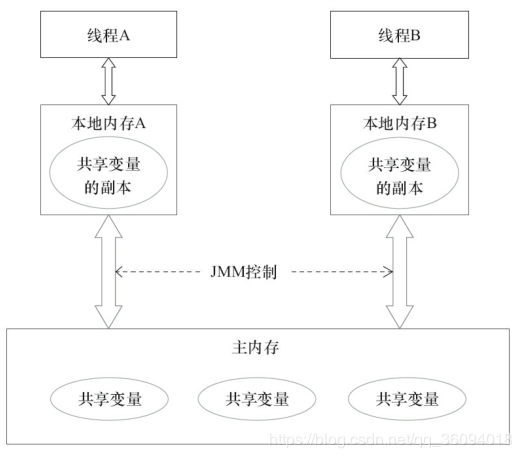 线程A
线程B
本地内存A
本地内存B
共享变量
的副本
共享变量
的副本
JMM控制
主内存
共享变量
共享变量
共享变量
https://blog.csdn.net/qq_36094018